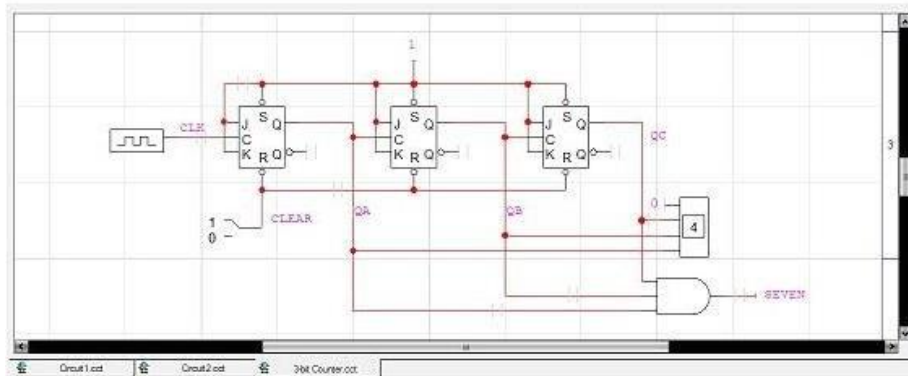 1
S S S
J Q J Q J Q
CLK C C C QC 3
K R Q K R Q K R Q
1 CLEAR QA QB 0
0 4
SEVEN
Circuit1.cct Circuit2.cct 3-bit Counter.cct